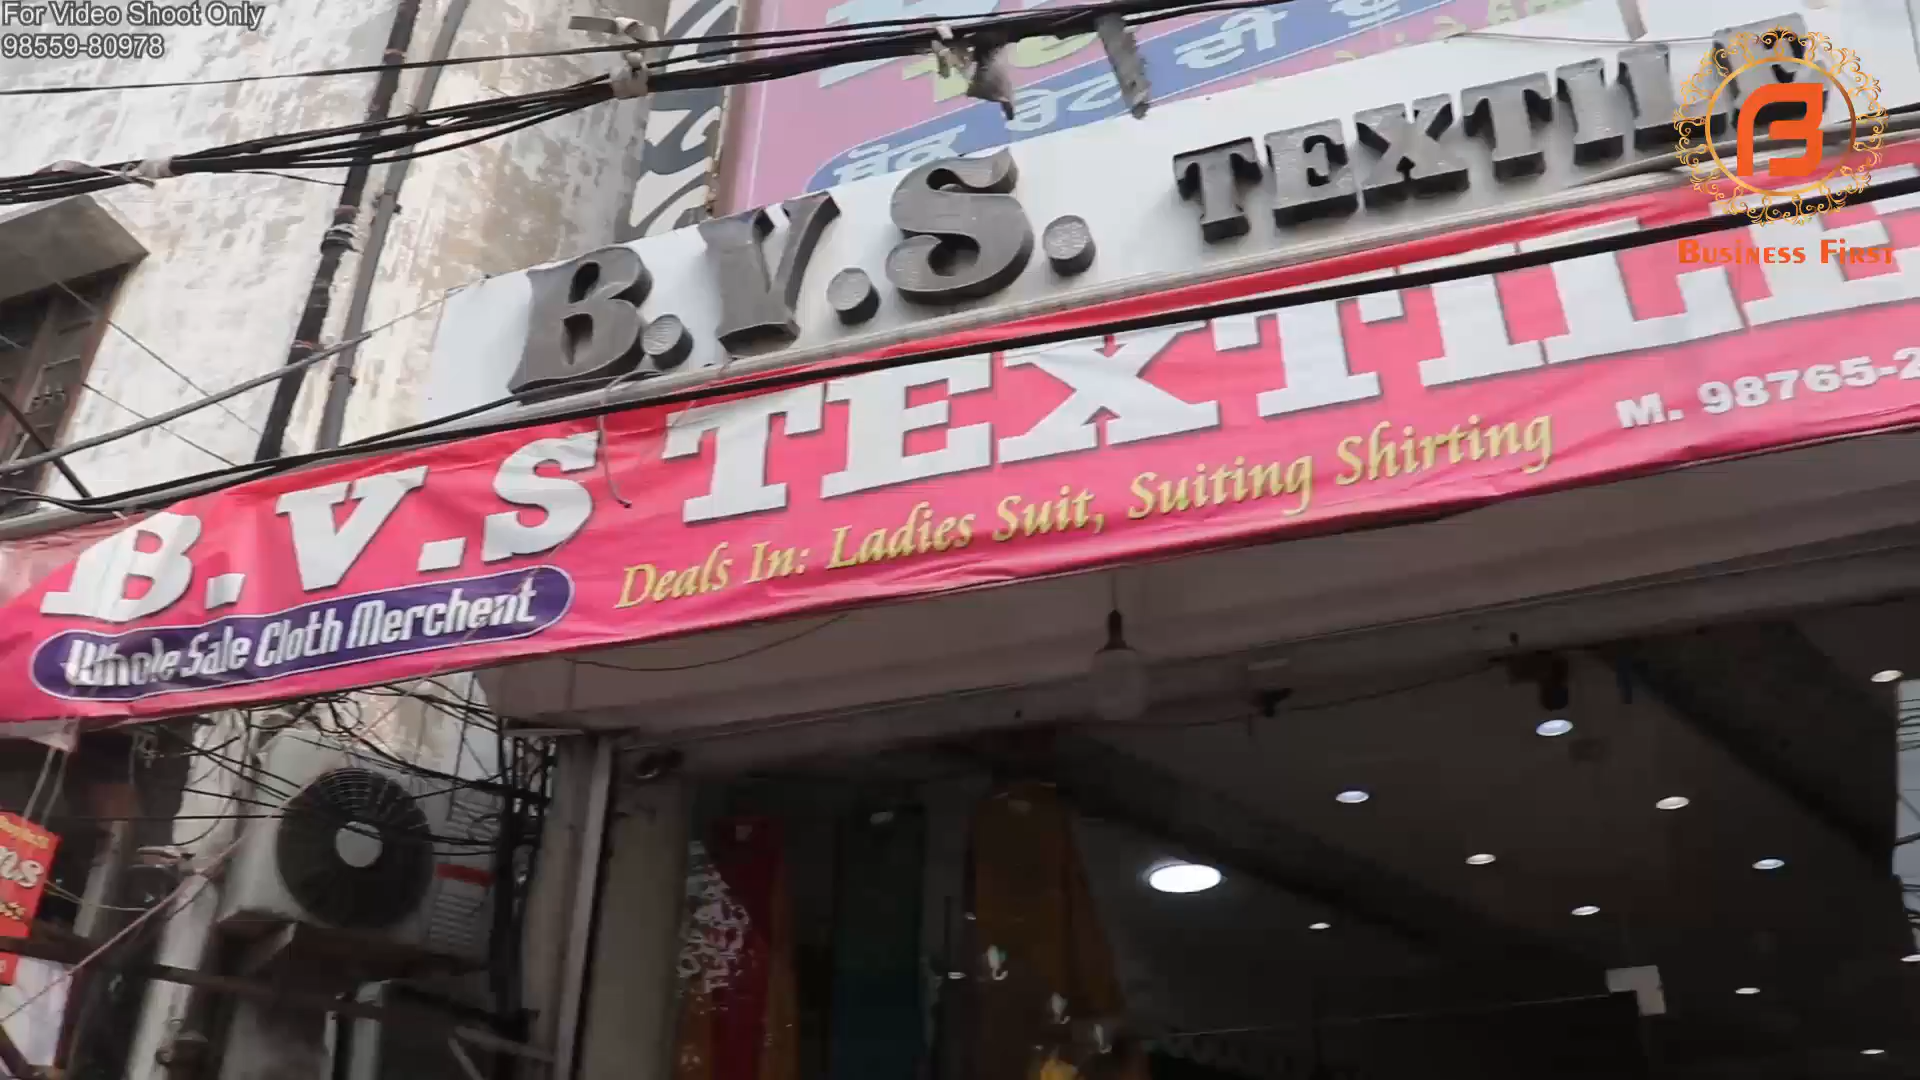 For Video Shoot Only
98559-80978
ਦੀ
B.V.S. TEXTILE
BUSINESS FIRST
B.V.S TEXTILE
M. 98765-2
Deals In: Ladies Suit, Suiting Shirting
Whole Sale Cloth Merchent